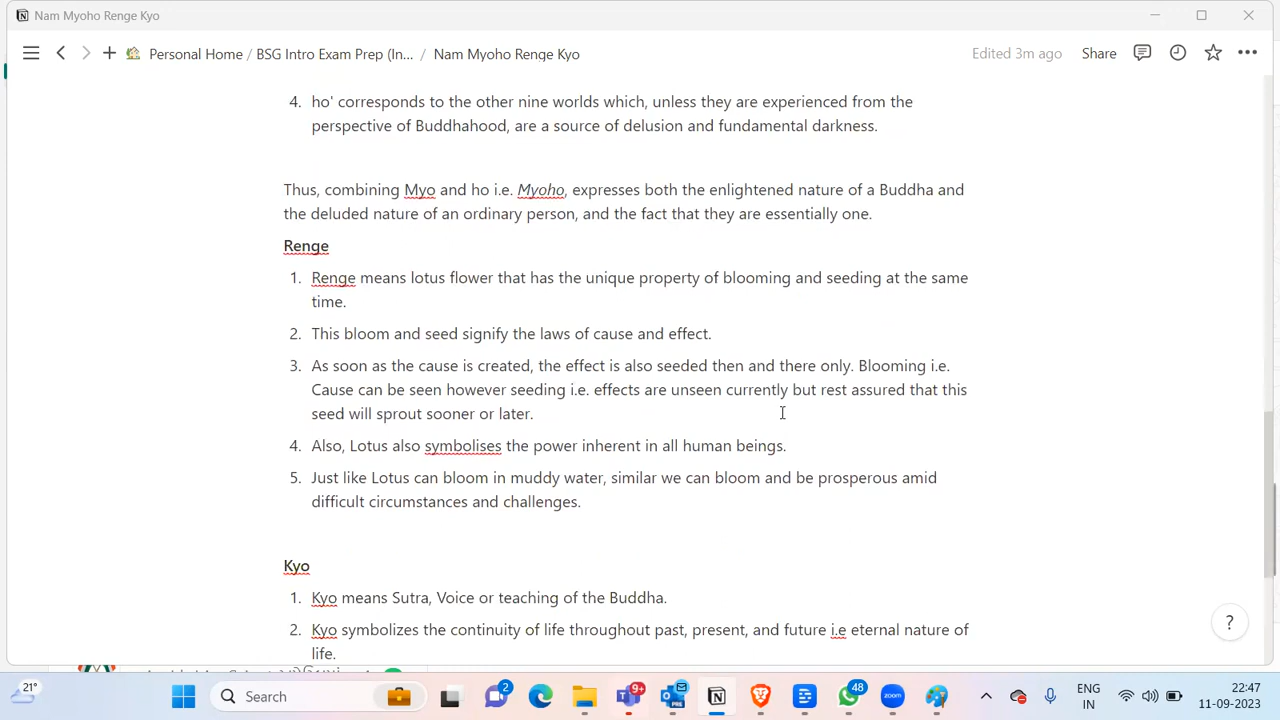 Nam Myoho Renge Kyo
Personal Home / BSG Intro Exam Prep (In... / Nam Myoho Renge Kyo
Edited 3m ago Share
4. ho' corresponds to the other nine worlds which, unless they are experienced from the
perspective of Buddhahood, are a source of delusion and fundamental darkness.
Thus, combining Myo and ho i.e. Myoho, expresses both the enlightened nature of a Buddha and
the deluded nature of an ordinary person, and the fact that they are essentially one.
Renge
1. Renge means lotus flower that has the unique property of blooming and seeding at the same
time.
2. This bloom and seed signify the laws of cause and effect.
3. As soon as the cause is created, the effect is also seeded then and there only. Blooming i.e.
Cause can be seen however seeding i.e. effects are unseen currently but rest assured that this
seed will sprout sooner or later.
4. Also, Lotus also symbolises the power inherent in all human beings.
5. Just like Lotus can bloom in muddy water, similar we can bloom and be prosperous amid
difficult circumstances and challenges.
Kyo
1. Kyo means Sutra, Voice or teaching of the Buddha.
2. Kyo symbolizes the continuity of life throughout past, present, and future i.e eternal nature of
life.
?
21°
Search
2
9+
48
zoom
ENG
IN
22:47
11-09-2023